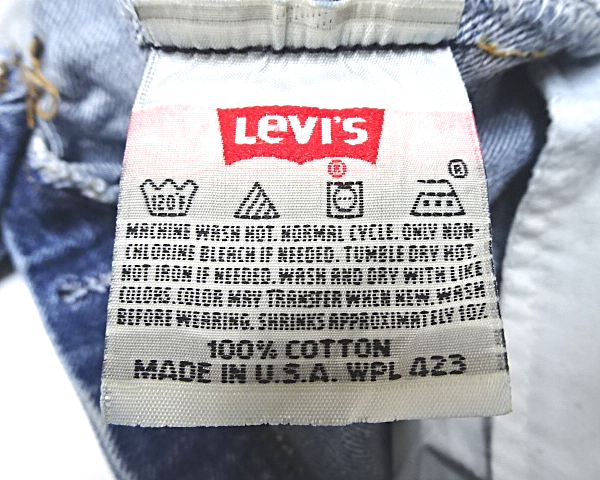 LEVI'S
®
®
120F
MACHINE WASH HOT. NORMAL CYCLE. ONLY NON-
CHLORINE BLEACH IF NEEDED. TUMBLE DRY HOT.
HOT IRON IF NEEDED. WASH AND DRY WITH LIKE
COLORS. COLOR MAY TRANSFER WHEN NEW. WASH
BEFORE WEARING. SHRINKS APPROXIMATELY 10%
100% COTTON
MADE IN U.S.A. WPL 423